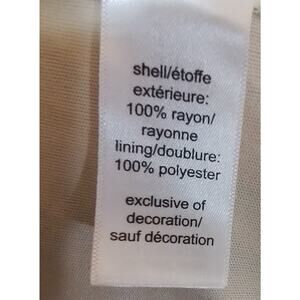 shell/étoffe
extérieure:
100% rayon/
rayonne
lining/doublure:
100% polyester
exclusive of
decoration/
sauf décoration